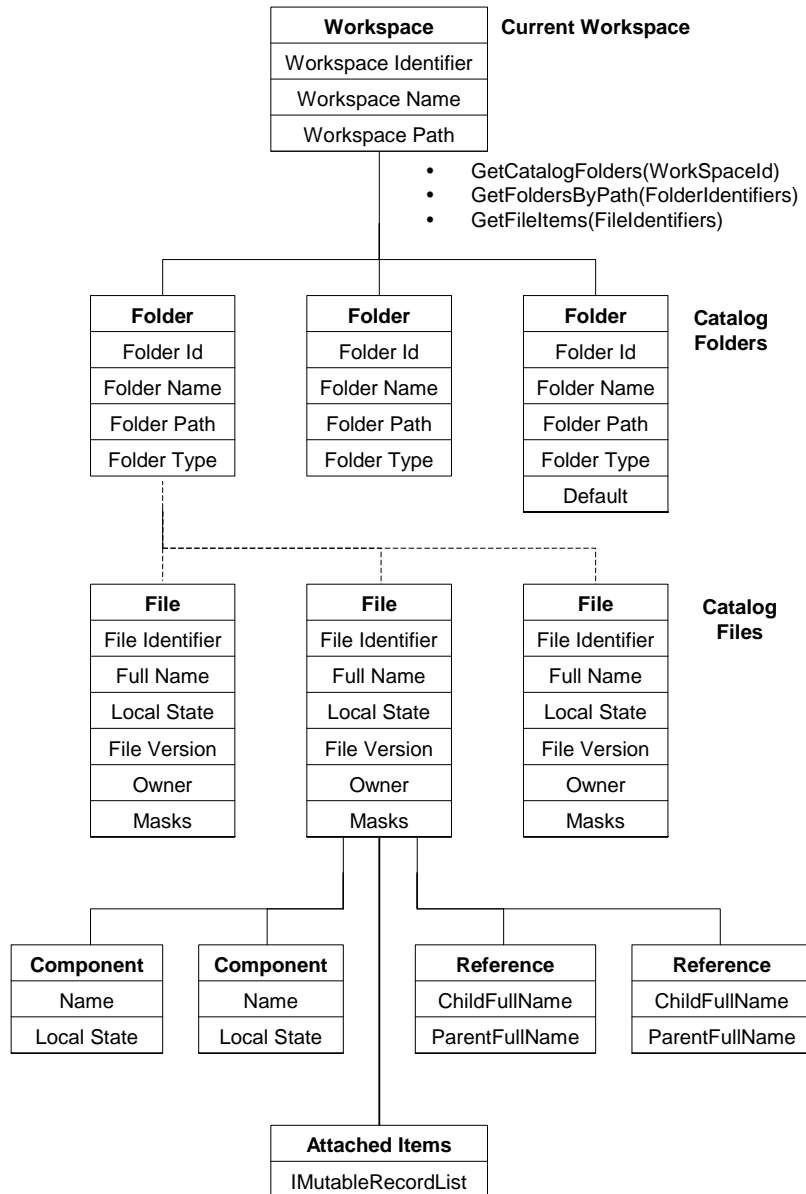 Workspace
Current Workspace
Workspace Identifier
Workspace Name
Workspace Path
• GetCatalogFolders(WorkSpaceId)
• GetFoldersByPath(FolderIdentifiers)
• GetFileItems(FileIdentifiers)
Folder
Folder Id
Folder Name
Folder Path
Folder Type
Folder
Folder Id
Folder Name
Folder Path
Folder Type
Folder
Folder Id
Folder Name
Folder Path
Folder Type
Default
Catalog
Folders
File
File Identifier
Full Name
Local State
File Version
Owner
Masks
File
File Identifier
Full Name
Local State
File Version
Owner
Masks
File
File Identifier
Full Name
Local State
File Version
Owner
Masks
Catalog
Files
Component
Name
Local State
Component
Name
Local State
Reference
ChildFullName
ParentFullName
Reference
ChildFullName
ParentFullName
Attached Items
IMutableRecordList